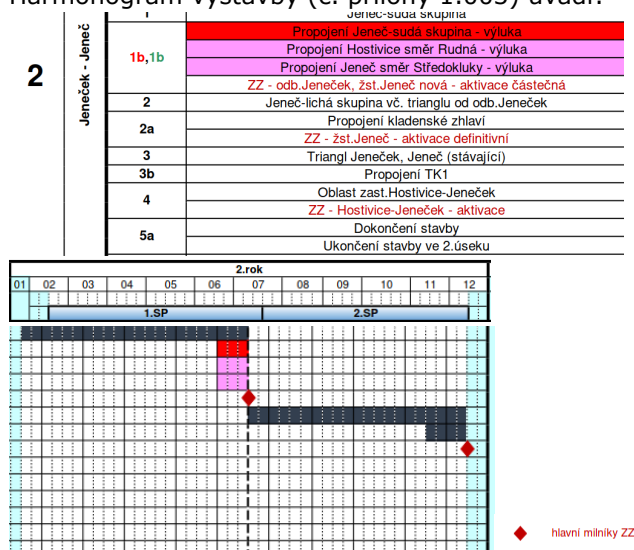 Harmonogram výstavby (č. přílohy 1.003) uvádí:
1 Jeneč-sudá skupina
Propojení Jeneč-sudá skupina - výluka
1b,1b Propojení Hostivice směr Rudná - výluka
Propojení Jeneč směr Středokluky - výluka
ZZ - odb.Jeneček, žst.Jeneč nová - aktivace částečná
2
Jeneček - Jeneč
2 Jeneč-lichá skupina vč. trianglu od odb.Jeneček
2a Propojení kladenské zhlaví
ZZ - žst.Jeneč - aktivace definitivní
3 Triangl Jeneček, Jeneč (stávající)
3b Propojení TK1
4 Oblast zast.Hostivice-Jeneček
ZZ - Hostivice-Jeneček - aktivace
5a Dokončení stavby
Ukončení stavby ve 2.úseku
2.rok
01 02 03 04 05 06 07 08 09 10 11 12
1.SP 2.SP
hlavní milníky ZZ